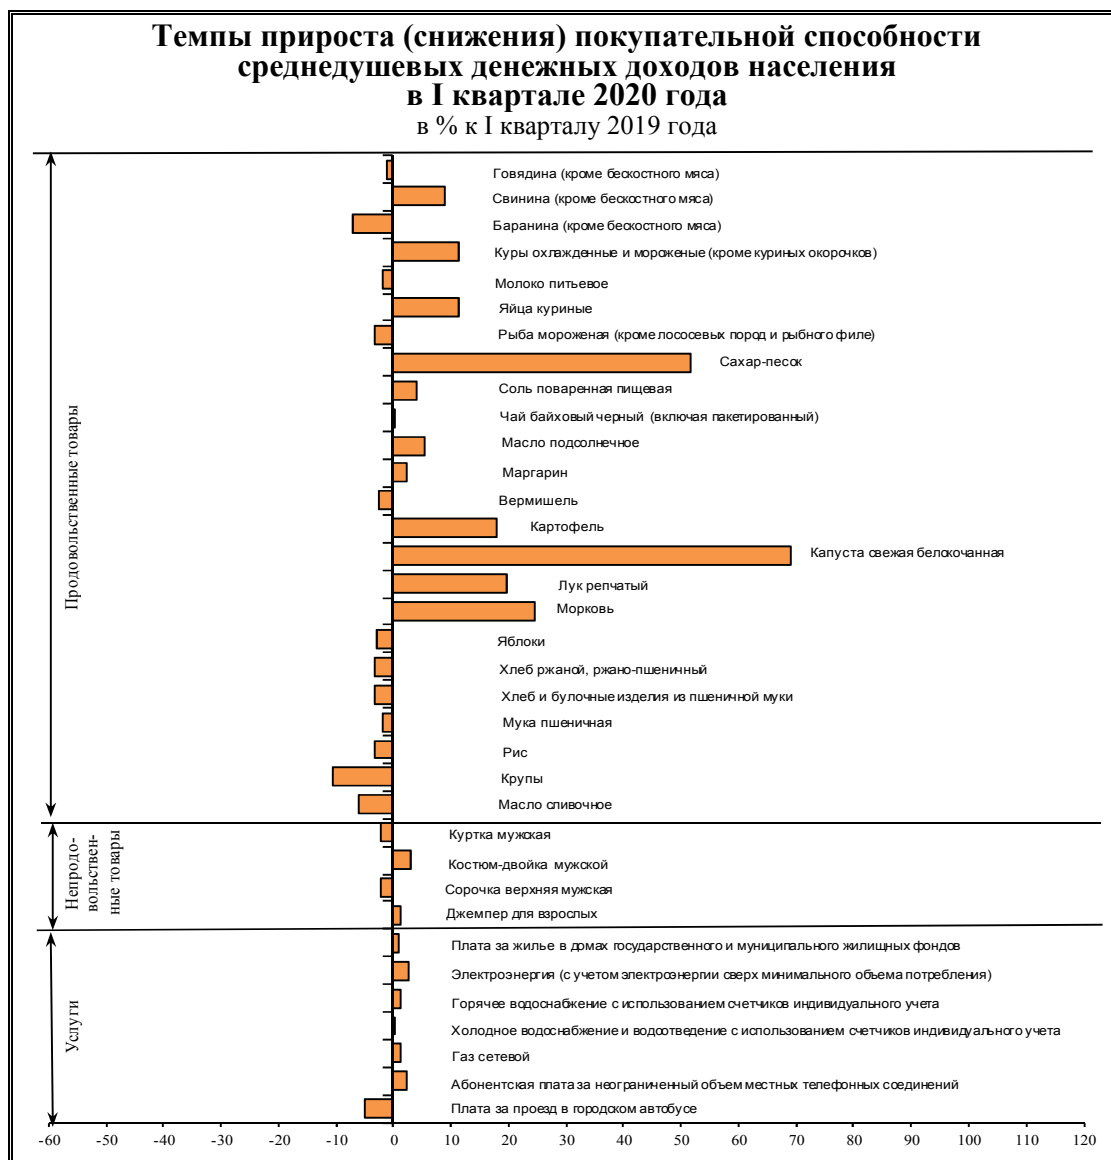 Темпы прироста (снижения) покупательной способности
среднедушевых денежных доходов населения
в I квартале 2020 года
в % к I кварталу 2019 года
Продовольственные товары
Говядина (кроме бескостного мяса)
Свинина (кроме бескостного мяса)
Баранина (кроме бескостного мяса)
Куры охлажденные и мороженые (кроме куриных окорочков)
Молоко питьевое
Яйца куриные
Рыба мороженая (кроме лососевых пород и рыбного филе)
Сахар-песок
Соль поваренная пищевая
Чай байховый черный (включая пакетированный)
Масло подсолнечное
Маргарин
Вермишель
Картофель
Капуста свежая белокочанная
Лук репчатый
Морковь
Яблоки
Хлеб ржаной, ржано-пшеничный
Хлеб и булочные изделия из пшеничной муки
Мука пшеничная
Рис
Крупы
Масло сливочное
Непродо-
вольствен-
ные товары
Куртка мужская
Костюм-двойка мужской
Сорочка верхняя мужская
Джемпер для взрослых
Услуги
Плата за жилье в домах государственного и муниципального жилищных фондов
Электроэнергия (с учетом электроэнергии сверх минимального объема потребления)
Горячее водоснабжение с использованием счетчиков индивидуального учета
Холодное водоснабжение и водоотведение с использованием счетчиков индивидуального учета
Газ сетевой
Абонентская плата за неограниченный объем местных телефонных соединений
Плата за проезд в городском автобусе
-60 -50 -40 -30 -20 -10 0 10 20 30 40 50 60 70 80 90 100 110 120